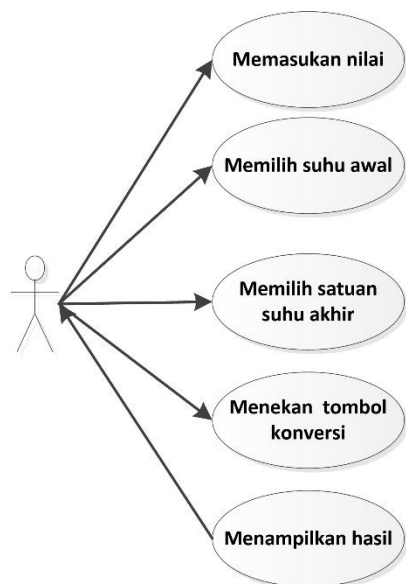 Memasukan nilai
Memilih suhu awal
Memilih satuan
suhu akhir
Menekan tombol
konversi
Menampilkan hasil